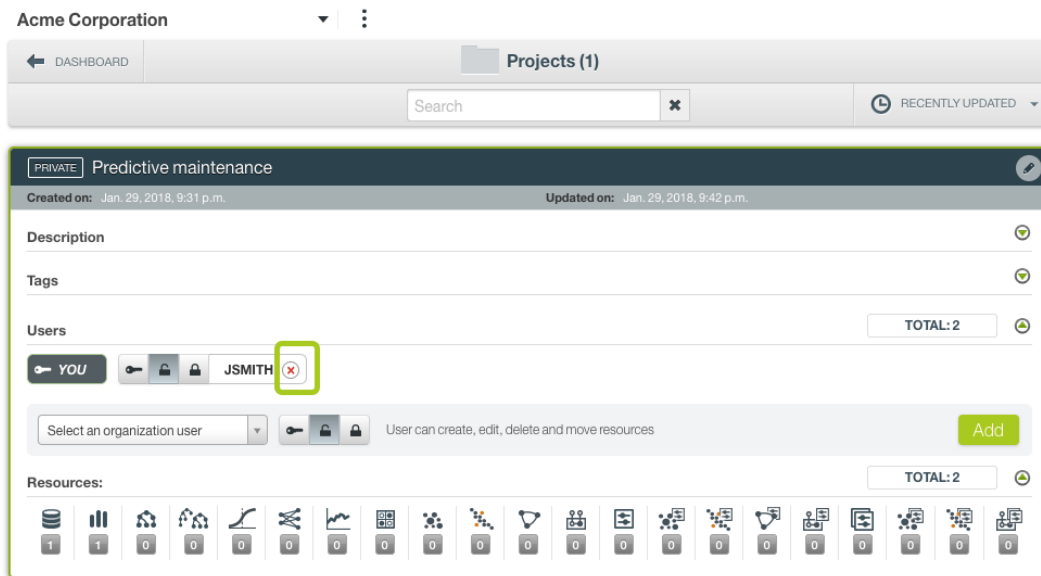 Acme Corporation
DASHBOARD
Projects (1)
Search
RECENTLY UPDATED
PRIVATE Predictive maintenance
Created on: Jan. 29, 2018, 9:31 p.m.
Updated on: Jan. 29, 2018, 9:42 p.m.
Description
Tags
Users
TOTAL: 2
YOU
JSMITH
Select an organization user
User can create, edit, delete and move resources
Add
Resources:
TOTAL: 2
1 1 0 0 0 0 0 0 0 0 0 0 0 0 0 0 0 0 0 0 0